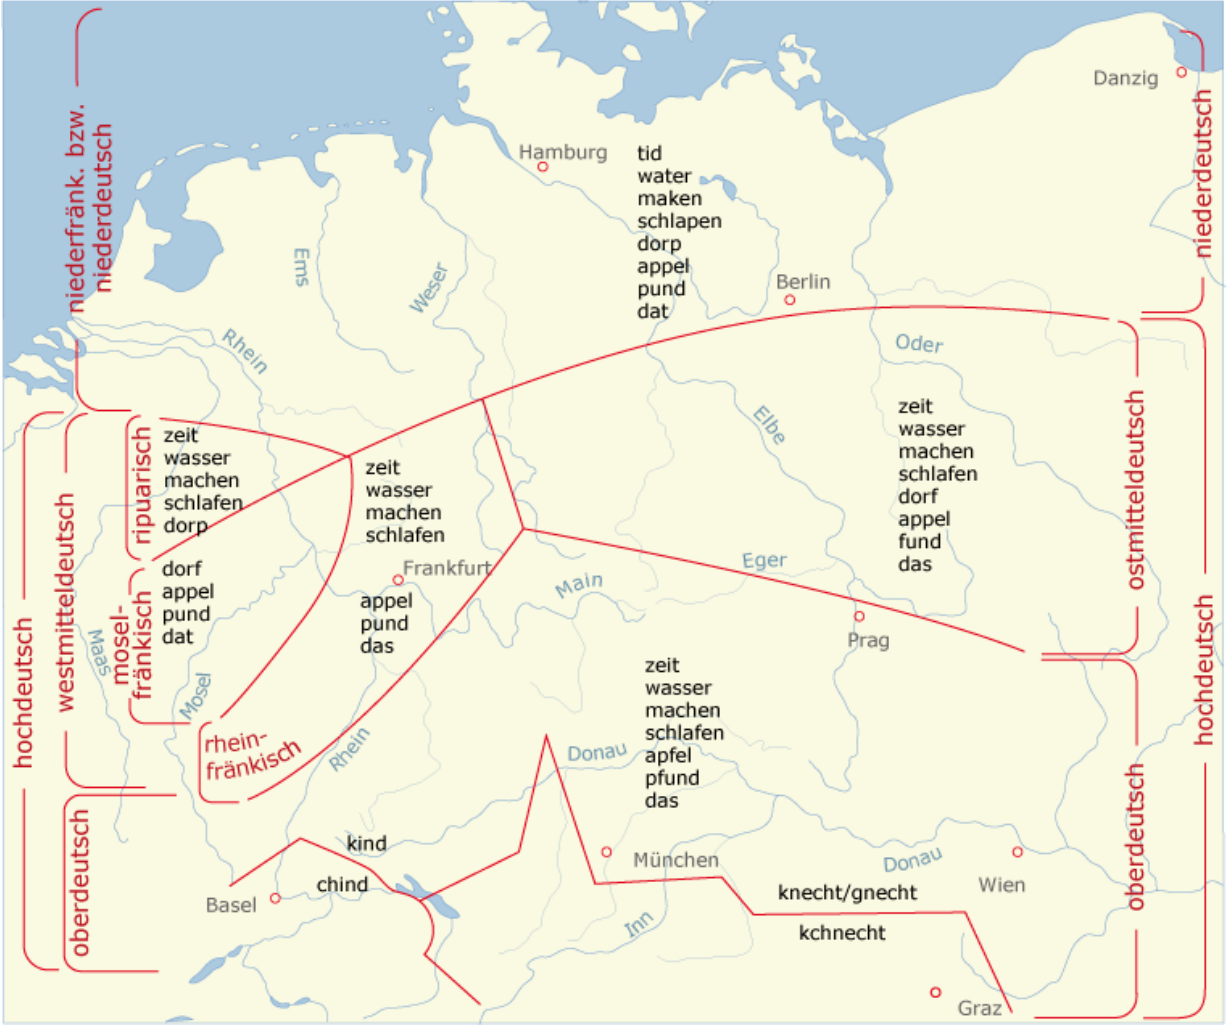 niederfränk. bzw.
niederdeutsch
Danzig
niederdeutsch
Hamburg
tid
water
maken
schlapen
dorp
appel
pund
dat
Berlin
Ems
Weser
Rhein
Oder
Elbe
hochdeutsch
westmitteldeutsch
ripuarisch
zeit
wasser
machen
schlafen
dorp
zeit
wasser
machen
schlafen
Frankfurt
appel
pund
das
mosel-
fränkisch
dorf
appel
pund
dat
Maas
Mosel
rhein-
fränkisch
Rhein
Main
Eger
Prag
zeit
wasser
machen
schlafen
dorf
appel
fund
das
ostmitteldeutsch
hochdeutsch
zeit
wasser
machen
schlafen
apfel
pfund
das
Donau
oberdeutsch
kind
chind
Basel
München
Inn
knecht/gnecht
kchnecht
Donau
Wien
Graz
oberdeutsch